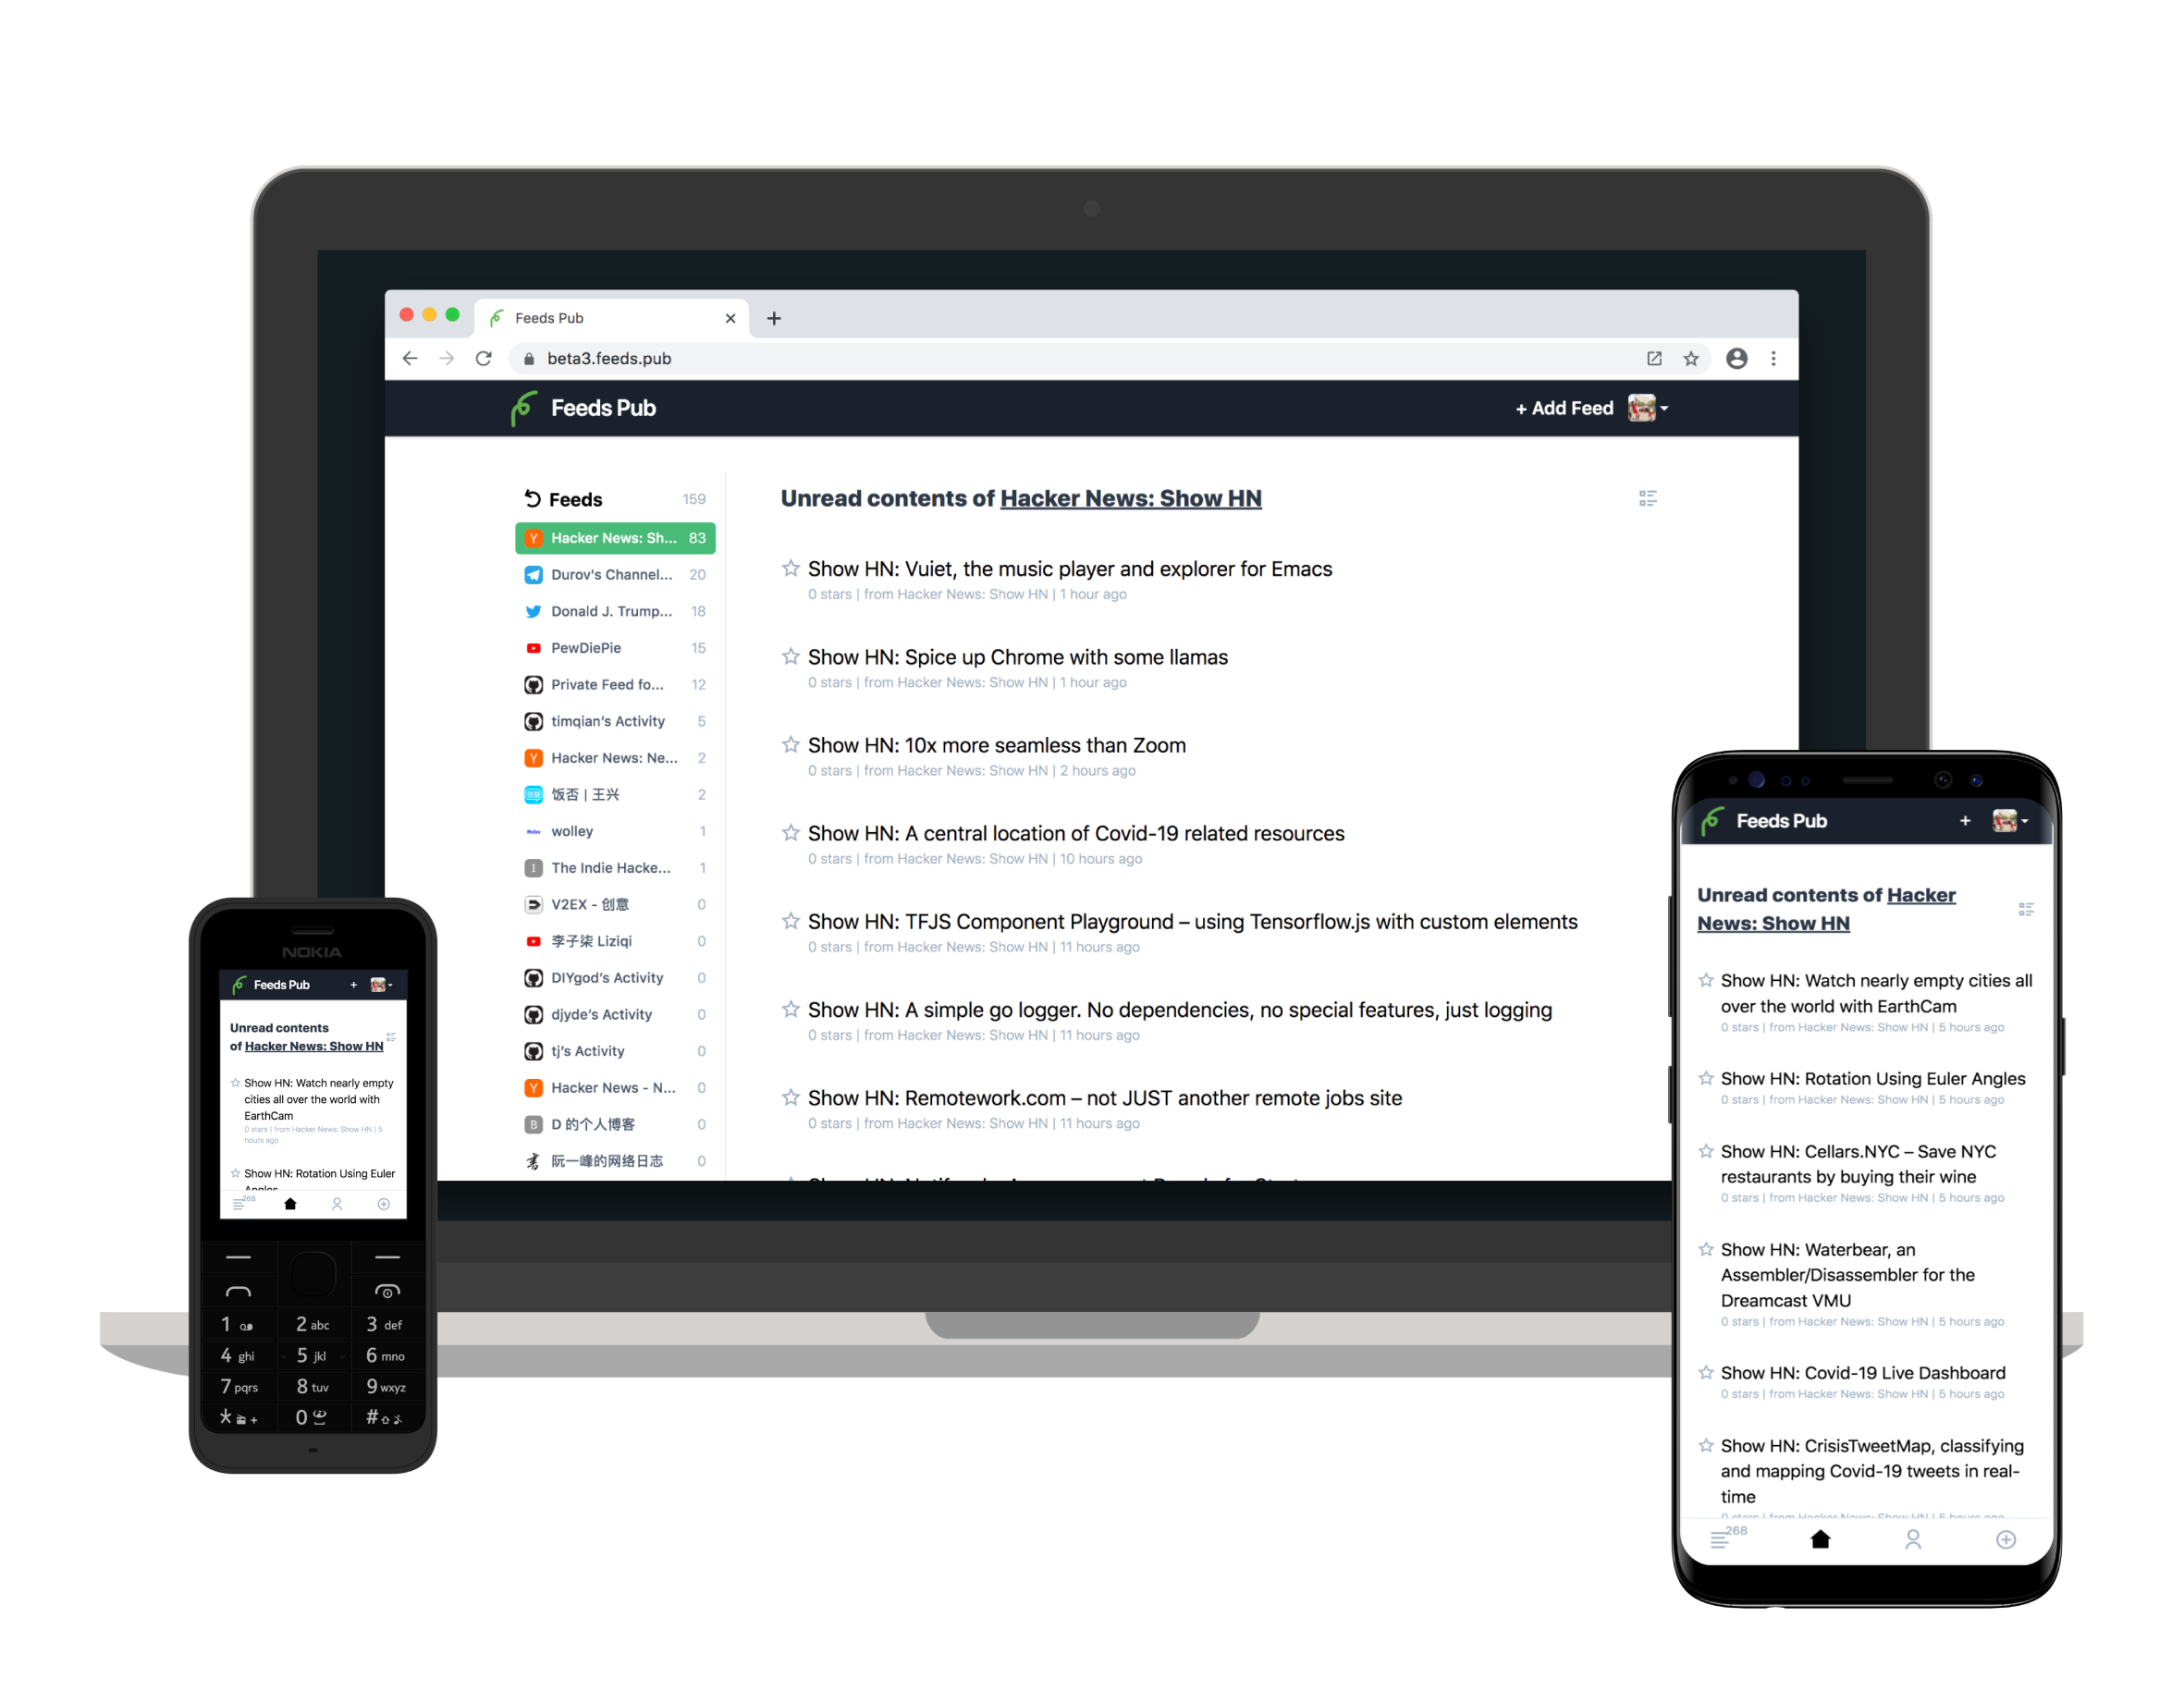 Feeds Pub
beta3.feeds.pub
Feeds Pub
+ Add Feed
Feeds 159
Hacker News: Sh... 83
Durov's Channel... 20
Donald J. Trump... 18
PewDiePie 15
Private Feed fo... 12
timqian's Activity 5
Hacker News: Ne... 2
饭否 | 王兴 2
wolley 1
The Indie Hacke... 1
V2EX - 创意 0
李子柒 Liziqi 0
DIYgod's Activity 0
djyde's Activity 0
tj's Activity 0
Hacker News - N... 0
D 的个人博客 0
阮一峰的网络日志 0
Unread contents of Hacker News: Show HN
Show HN: Vuiet, the music player and explorer for Emacs
0 stars | from Hacker News: Show HN | 1 hour ago
Show HN: Spice up Chrome with some llamas
0 stars | from Hacker News: Show HN | 1 hour ago
Show HN: 10x more seamless than Zoom
0 stars | from Hacker News: Show HN | 2 hours ago
Show HN: A central location of Covid-19 related resources
0 stars | from Hacker News: Show HN | 10 hours ago
Show HN: TFJS Component Playground – using Tensorflow.js with custom elements
0 stars | from Hacker News: Show HN | 11 hours ago
Show HN: A simple go logger. No dependencies, no special features, just logging
0 stars | from Hacker News: Show HN | 11 hours ago
Show HN: Remotework.com – not JUST another remote jobs site
0 stars | from Hacker News: Show HN | 11 hours ago
NOKIA
Feeds Pub +
Unread contents
of Hacker News: Show HN
Show HN: Watch nearly empty
cities all over the world with
EarthCam
0 stars | from Hacker News: Show HN | 5
hours ago
Show HN: Rotation Using Euler
Angles
268
1
2 abc
3 def
4 ghi
5 jkl
6 mno
7 pqrs
8 tuv
9 wxyz
* +
0
#
Feeds Pub +
Unread contents of Hacker
News: Show HN
Show HN: Watch nearly empty cities all
over the world with EarthCam
0 stars | from Hacker News: Show HN | 5 hours ago
Show HN: Rotation Using Euler Angles
0 stars | from Hacker News: Show HN | 5 hours ago
Show HN: Cellars.NYC – Save NYC
restaurants by buying their wine
0 stars | from Hacker News: Show HN | 5 hours ago
Show HN: Waterbear, an
Assembler/Disassembler for the
Dreamcast VMU
0 stars | from Hacker News: Show HN | 5 hours ago
Show HN: Covid-19 Live Dashboard
0 stars | from Hacker News: Show HN | 5 hours ago
Show HN: CrisisTweetMap, classifying
and mapping Covid-19 tweets in real-
time
0 stars | from Hacker News: Show HN | 5 hours ago
268